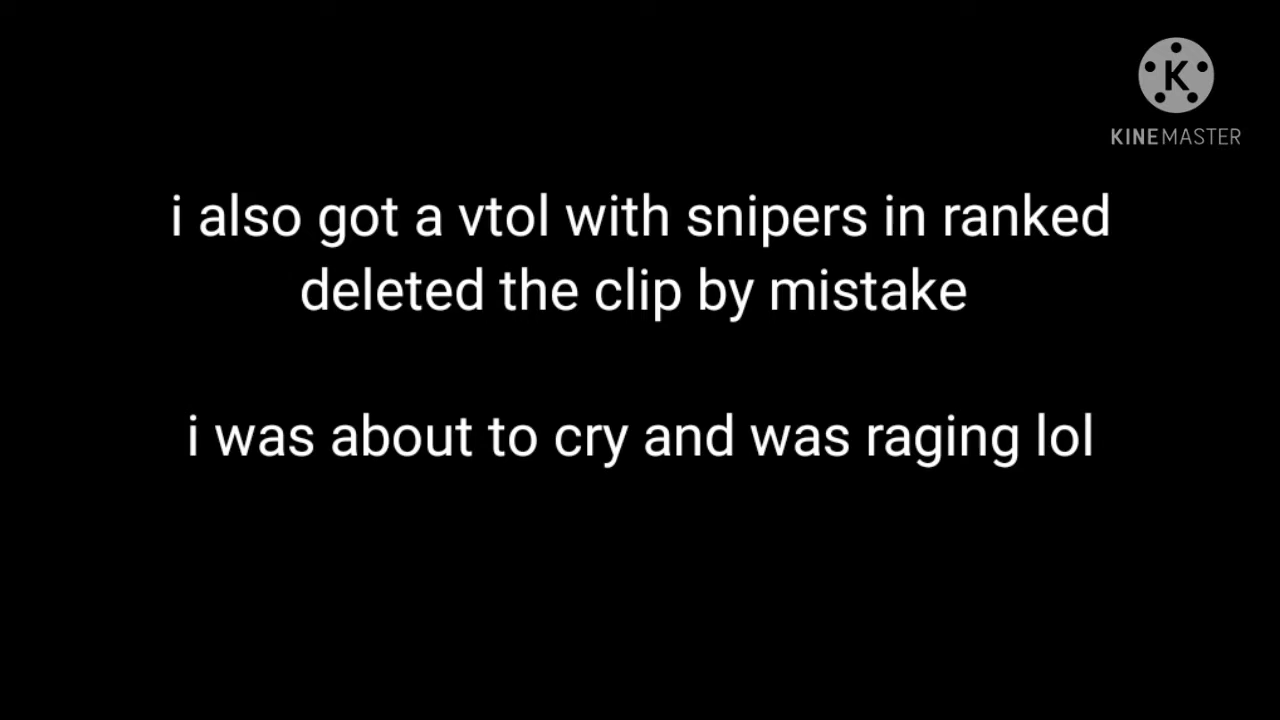 K
KINEMASTER
i also got a vtol with snipers in ranked
deleted the clip by mistake
i was about to cry and was raging lol